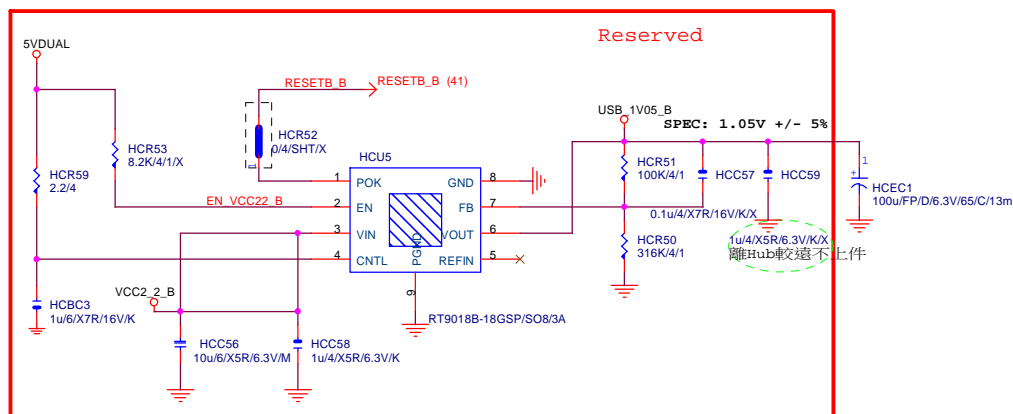 Reserved
5VDUAL
RESETB_B
RESETB_B (41)
HCR52
0/4/SHT/X
HCR53
8.2K/4/1/X
HCR59
2.2/4
EN_VCC22_B
HCU5
1
POK
2
EN
3
VIN
4
CNTL
GND
8
FB
7
VOUT
6
REFIN
5
PGND
9
RT9018B-18GSP/SO8/3A
USB_1V05_B
SPEC: 1.05V +/- 5%
HCR51
100K/4/1
HCC57
0.1u/4/X7R/16V/K/X
HCC59
1u/4/X5R/6.3V/K/X
離Hub較遠不上件
1
+
HCEC1
100u/FP/D/6.3V/65/C/13m
HCR50
316K/4/1
VCC2_2_B
HCBC3
1u/6/X7R/16V/K
HCC56
10u/6/X5R/6.3V/M
HCC58
1u/4/X5R/6.3V/K